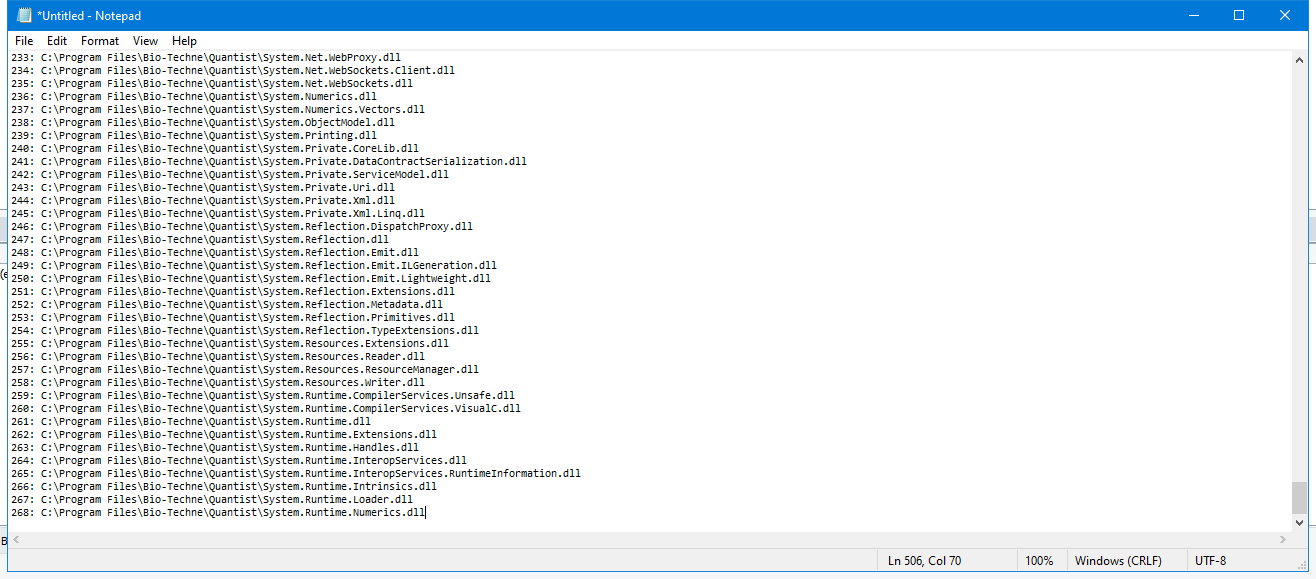 *Untitled - Notepad
File Edit Format View Help
233: C:\Program Files\Bio-Techne\Quantist\System.Net.WebProxy.dll
234: C:\Program Files\Bio-Techne\Quantist\System.Net.WebSockets.Client.dll
235: C:\Program Files\Bio-Techne\Quantist\System.Net.WebSockets.dll
236: C:\Program Files\Bio-Techne\Quantist\System.Numerics.dll
237: C:\Program Files\Bio-Techne\Quantist\System.Numerics.Vectors.dll
238: C:\Program Files\Bio-Techne\Quantist\System.ObjectModel.dll
239: C:\Program Files\Bio-Techne\Quantist\System.Printing.dll
240: C:\Program Files\Bio-Techne\Quantist\System.Private.CoreLib.dll
241: C:\Program Files\Bio-Techne\Quantist\System.Private.DataContractSerialization.dll
242: C:\Program Files\Bio-Techne\Quantist\System.Private.ServiceModel.dll
243: C:\Program Files\Bio-Techne\Quantist\System.Private.Uri.dll
244: C:\Program Files\Bio-Techne\Quantist\System.Private.Xml.dll
245: C:\Program Files\Bio-Techne\Quantist\System.Private.Xml.Linq.dll
246: C:\Program Files\Bio-Techne\Quantist\System.Reflection.DispatchProxy.dll
247: C:\Program Files\Bio-Techne\Quantist\System.Reflection.dll
248: C:\Program Files\Bio-Techne\Quantist\System.Reflection.Emit.dll
249: C:\Program Files\Bio-Techne\Quantist\System.Reflection.Emit.ILGeneration.dll
250: C:\Program Files\Bio-Techne\Quantist\System.Reflection.Emit.Lightweight.dll
251: C:\Program Files\Bio-Techne\Quantist\System.Reflection.Extensions.dll
252: C:\Program Files\Bio-Techne\Quantist\System.Reflection.Metadata.dll
253: C:\Program Files\Bio-Techne\Quantist\System.Reflection.Primitives.dll
254: C:\Program Files\Bio-Techne\Quantist\System.Reflection.TypeExtensions.dll
255: C:\Program Files\Bio-Techne\Quantist\System.Resources.Extensions.dll
256: C:\Program Files\Bio-Techne\Quantist\System.Resources.Reader.dll
257: C:\Program Files\Bio-Techne\Quantist\System.Resources.ResourceManager.dll
258: C:\Program Files\Bio-Techne\Quantist\System.Resources.Writer.dll
259: C:\Program Files\Bio-Techne\Quantist\System.Runtime.CompilerServices.Unsafe.dll
260: C:\Program Files\Bio-Techne\Quantist\System.Runtime.CompilerServices.VisualC.dll
261: C:\Program Files\Bio-Techne\Quantist\System.Runtime.dll
262: C:\Program Files\Bio-Techne\Quantist\System.Runtime.Extensions.dll
263: C:\Program Files\Bio-Techne\Quantist\System.Runtime.Handles.dll
264: C:\Program Files\Bio-Techne\Quantist\System.Runtime.InteropServices.dll
265: C:\Program Files\Bio-Techne\Quantist\System.Runtime.InteropServices.RuntimeInformation.dll
266: C:\Program Files\Bio-Techne\Quantist\System.Runtime.Intrinsics.dll
267: C:\Program Files\Bio-Techne\Quantist\System.Runtime.Loader.dll
268: C:\Program Files\Bio-Techne\Quantist\System.Runtime.Numerics.dll
Ln 506, Col 70 100% Windows (CRLF) UTF-8